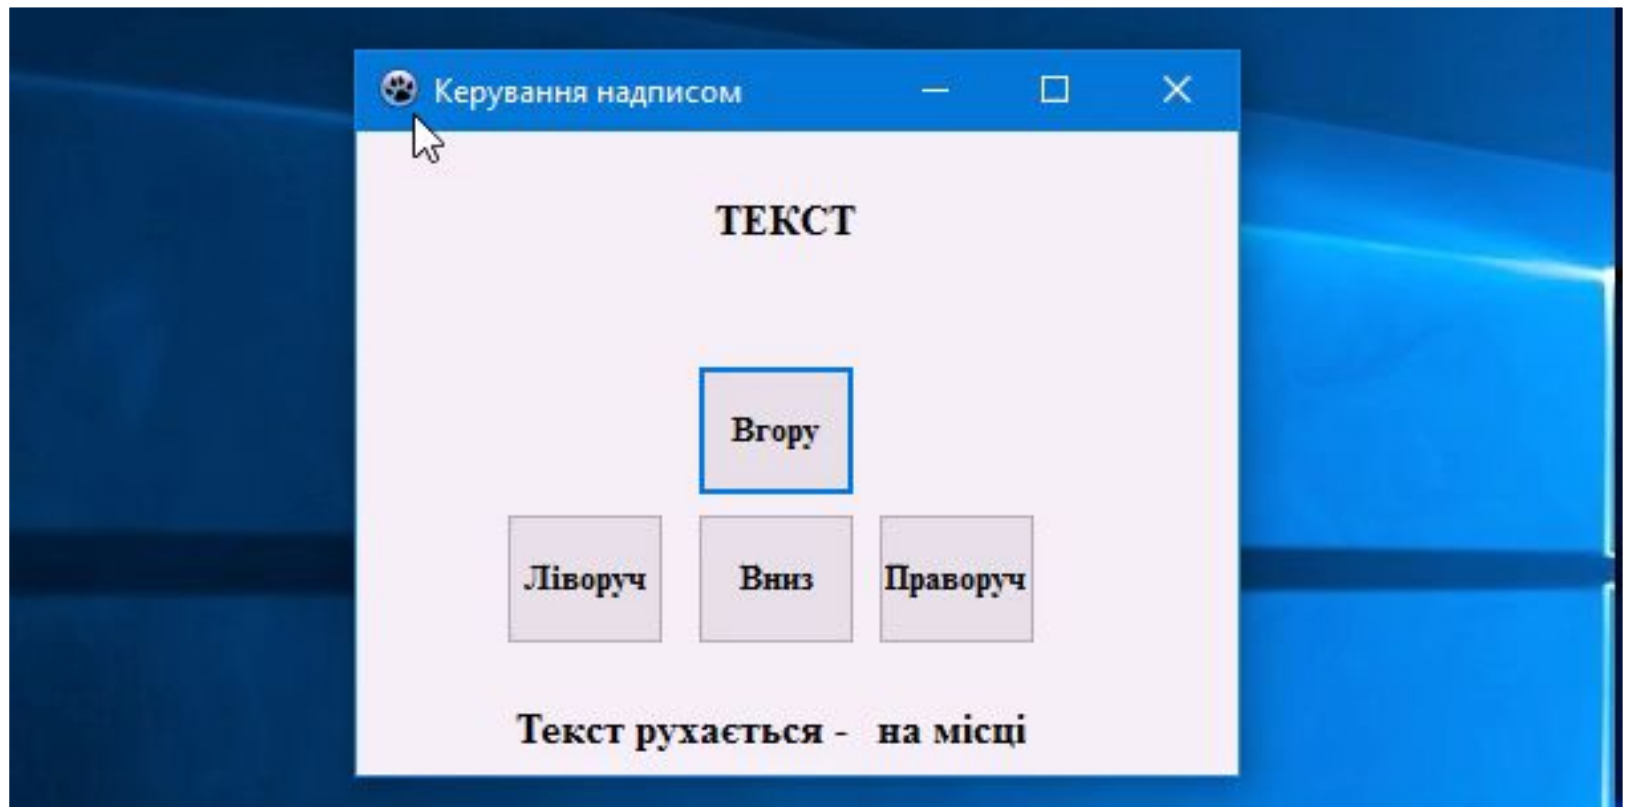 Керування надписом
ТЕКСТ
Вгору
Ліворуч Вниз Праворуч
Текст рухається - на місці